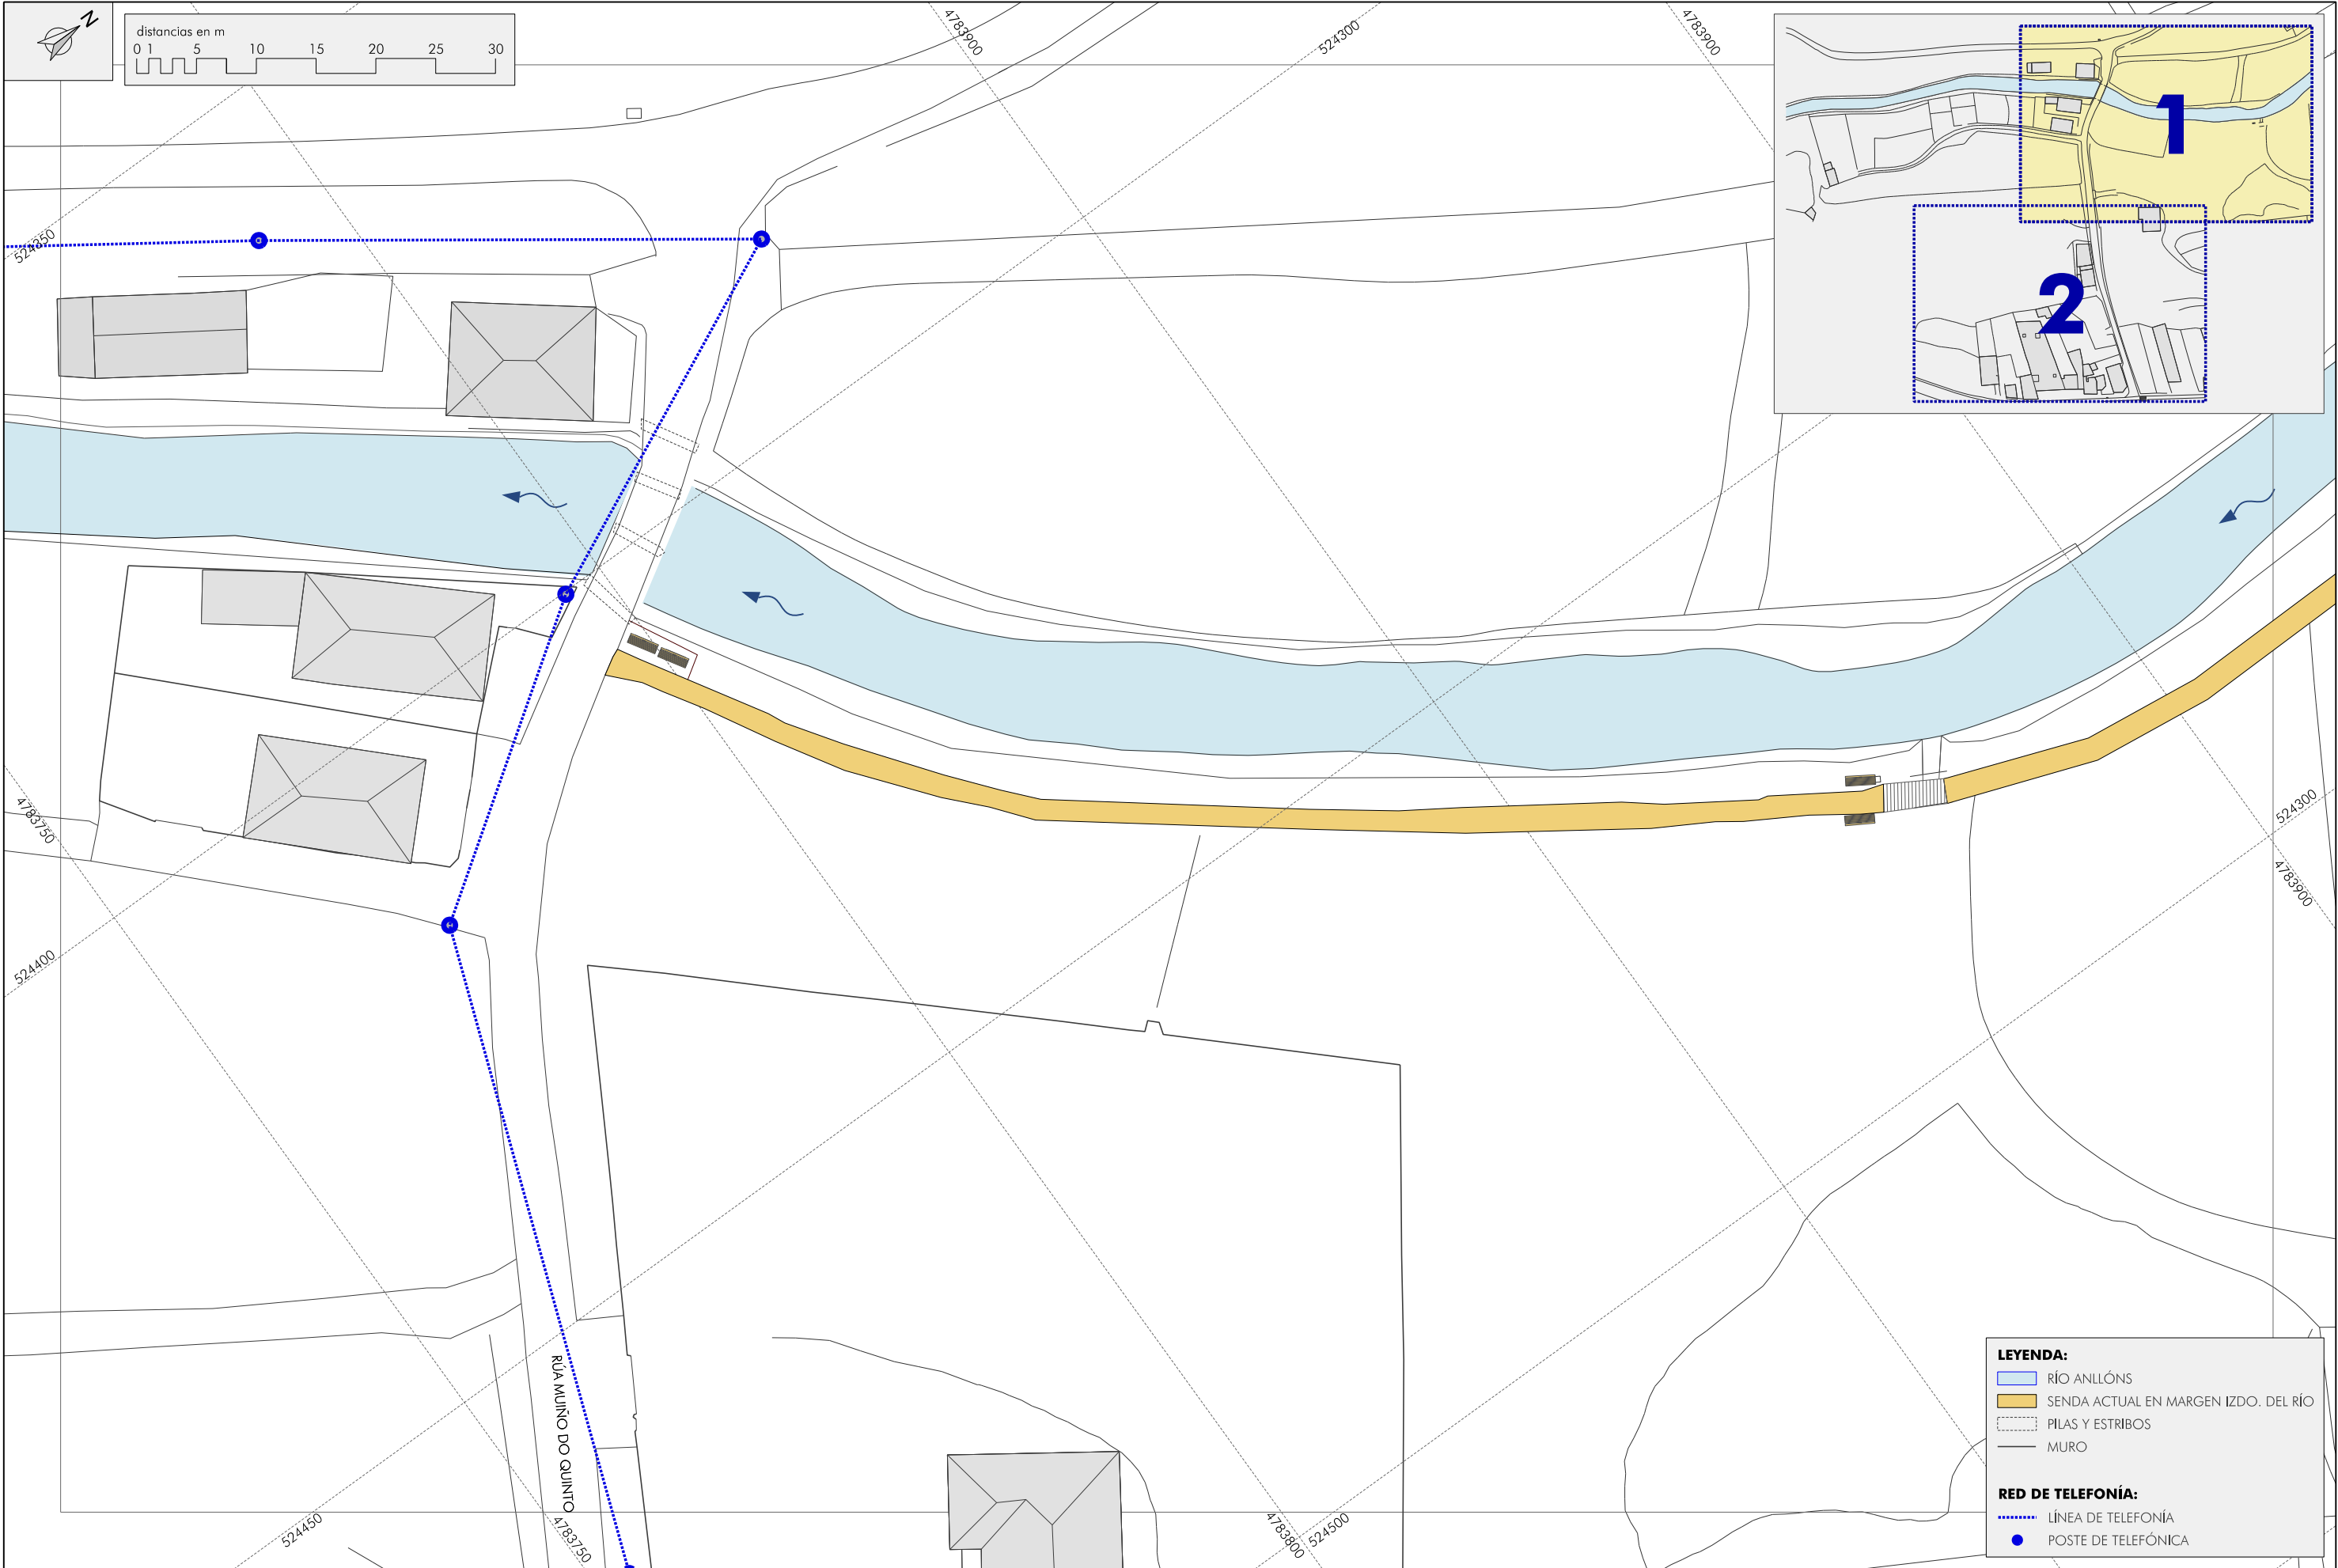 N
distancias en m
0 1 5 10 15 20 25 30
4783900
524300
4783900
1
2
524350
4783750
524400
524300
4783900
RÚA MUIÑO DO QUINTO
524450
4783750
4783800
524500
LEYENDA:
RÍO ANLLÓNS
SENDA ACTUAL EN MARGEN IZDO. DEL RÍO
PILAS Y ESTRIBOS
MURO
RED DE TELEFONÍA:
LÍNEA DE TELEFONÍA
POSTE DE TELEFÓNICA